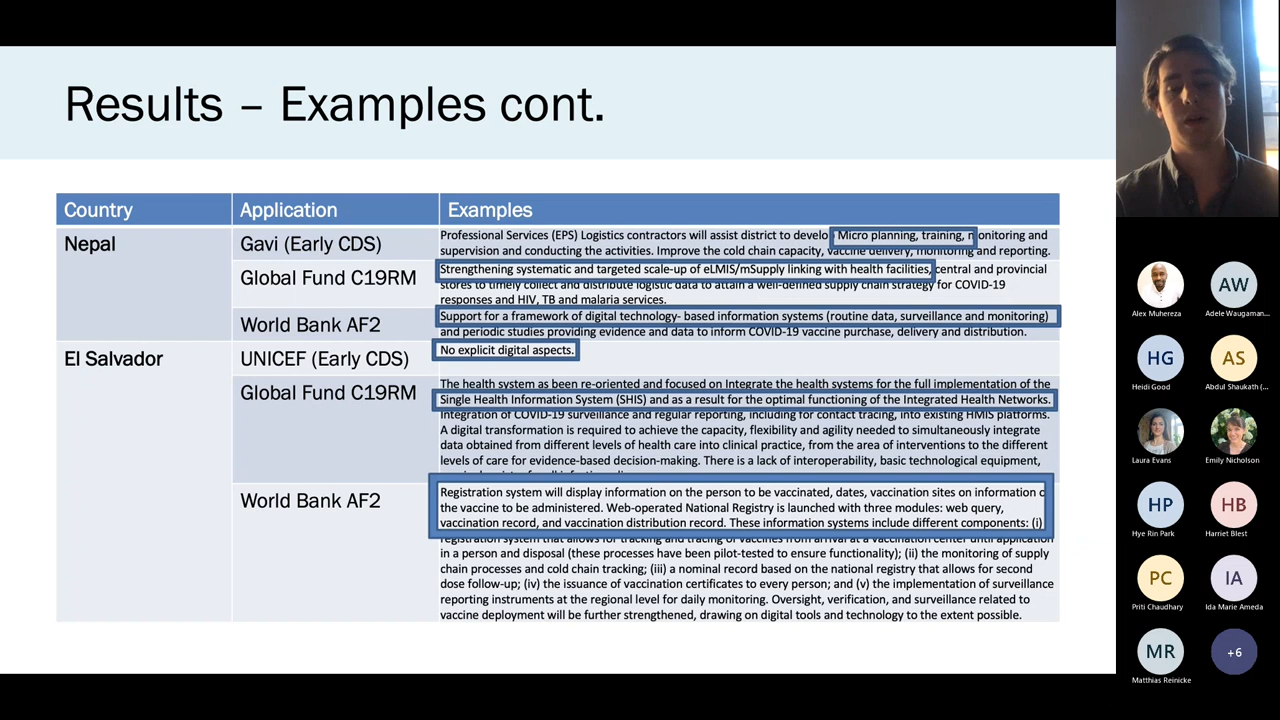 Results – Examples cont.
Country Application Examples
Nepal Gavi (Early CDS) Professional Services (EPS) Logistics contractors will assist district to develo Micro planning, training, monitoring and
supervision and conducting the activities. Improve the cold chain capacity, vaccine delivery, monitoring and reporting.
Global Fund C19RM Strengthening systematic and targeted scale-up of eLMIS/mSupply linking with health facilities, central and provincial
stores to timely collect and distribute logistic data to attain a well-defined supply chain strategy for COVID-19
responses and HIV, TB and malaria services.
World Bank AF2 Support for a framework of digital technology- based information systems (routine data, surveillance and monitoring)
and periodic studies providing evidence and data to inform COVID-19 vaccine purchase, delivery and distribution.
El Salvador UNICEF (Early CDS) No explicit digital aspects.
Global Fund C19RM The health system as been re-oriented and focused on Integrate the health systems for the full implementation of the
Single Health Information System (SHIS) and as a result for the optimal functioning of the Integrated Health Networks.
Integration of COVID-19 surveillance and regular reporting, including for contact tracing, into existing HMIS platforms.
A digital transformation is required to achieve the capacity, flexibility and agility needed to simultaneously integrate
data obtained from different levels of health care into clinical practice, from the area of interventions to the different
levels of care for evidence-based decision-making. There is a lack of interoperability, basic technological equipment,
World Bank AF2 Registration system will display information on the person to be vaccinated, dates, vaccination sites on information
the vaccine to be administered. Web-operated National Registry is launched with three modules: web query,
vaccination record, and vaccination distribution record. These information systems include different components: (i)
registration system that allows for tracking and tracing of vaccines from arrival at a vaccination center until application
in a person and disposal (these processes have been pilot-tested to ensure functionality); (ii) the monitoring of supply
chain processes and cold chain tracking; (iii) a nominal record based on the national registry that allows for second
dose follow-up; (iv) the issuance of vaccination certificates to every person; and (v) the implementation of surveillance
reporting instruments at the regional level for daily monitoring. Oversight, verification, and surveillance related to
vaccine deployment will be further strengthened, drawing on digital tools and technology to the extent possible.
Alex Muhereza
AW
Adele Waugaman...
HG
Heidi Good
AS
Abdul Shaukath (...
Laura Evans
Emily Nicholson
HP
Hye Rin Park
HB
Harriet Blest
PC
Priti Chaudhary
IA
Ida Marie Ameda
MR
Matthias Reinicke
+6